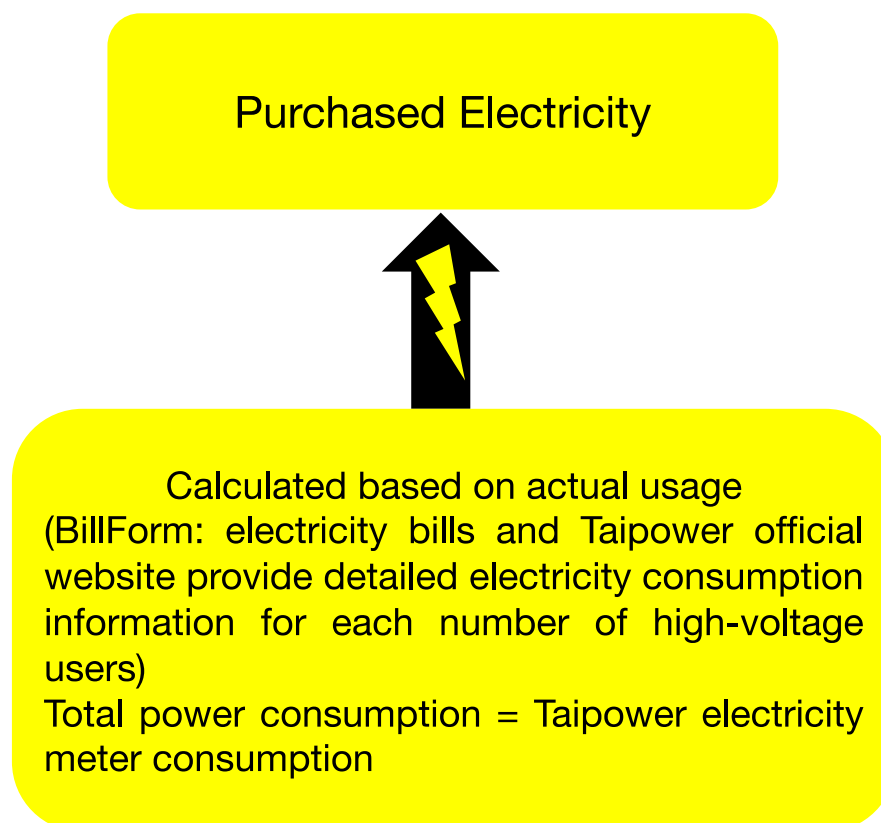 Purchased Electricity
Calculated based on actual usage
(BillForm: electricity bills and Taipower official
website provide detailed electricity consumption
information for each number of high-voltage
users)
Total power consumption = Taipower electricity
meter consumption